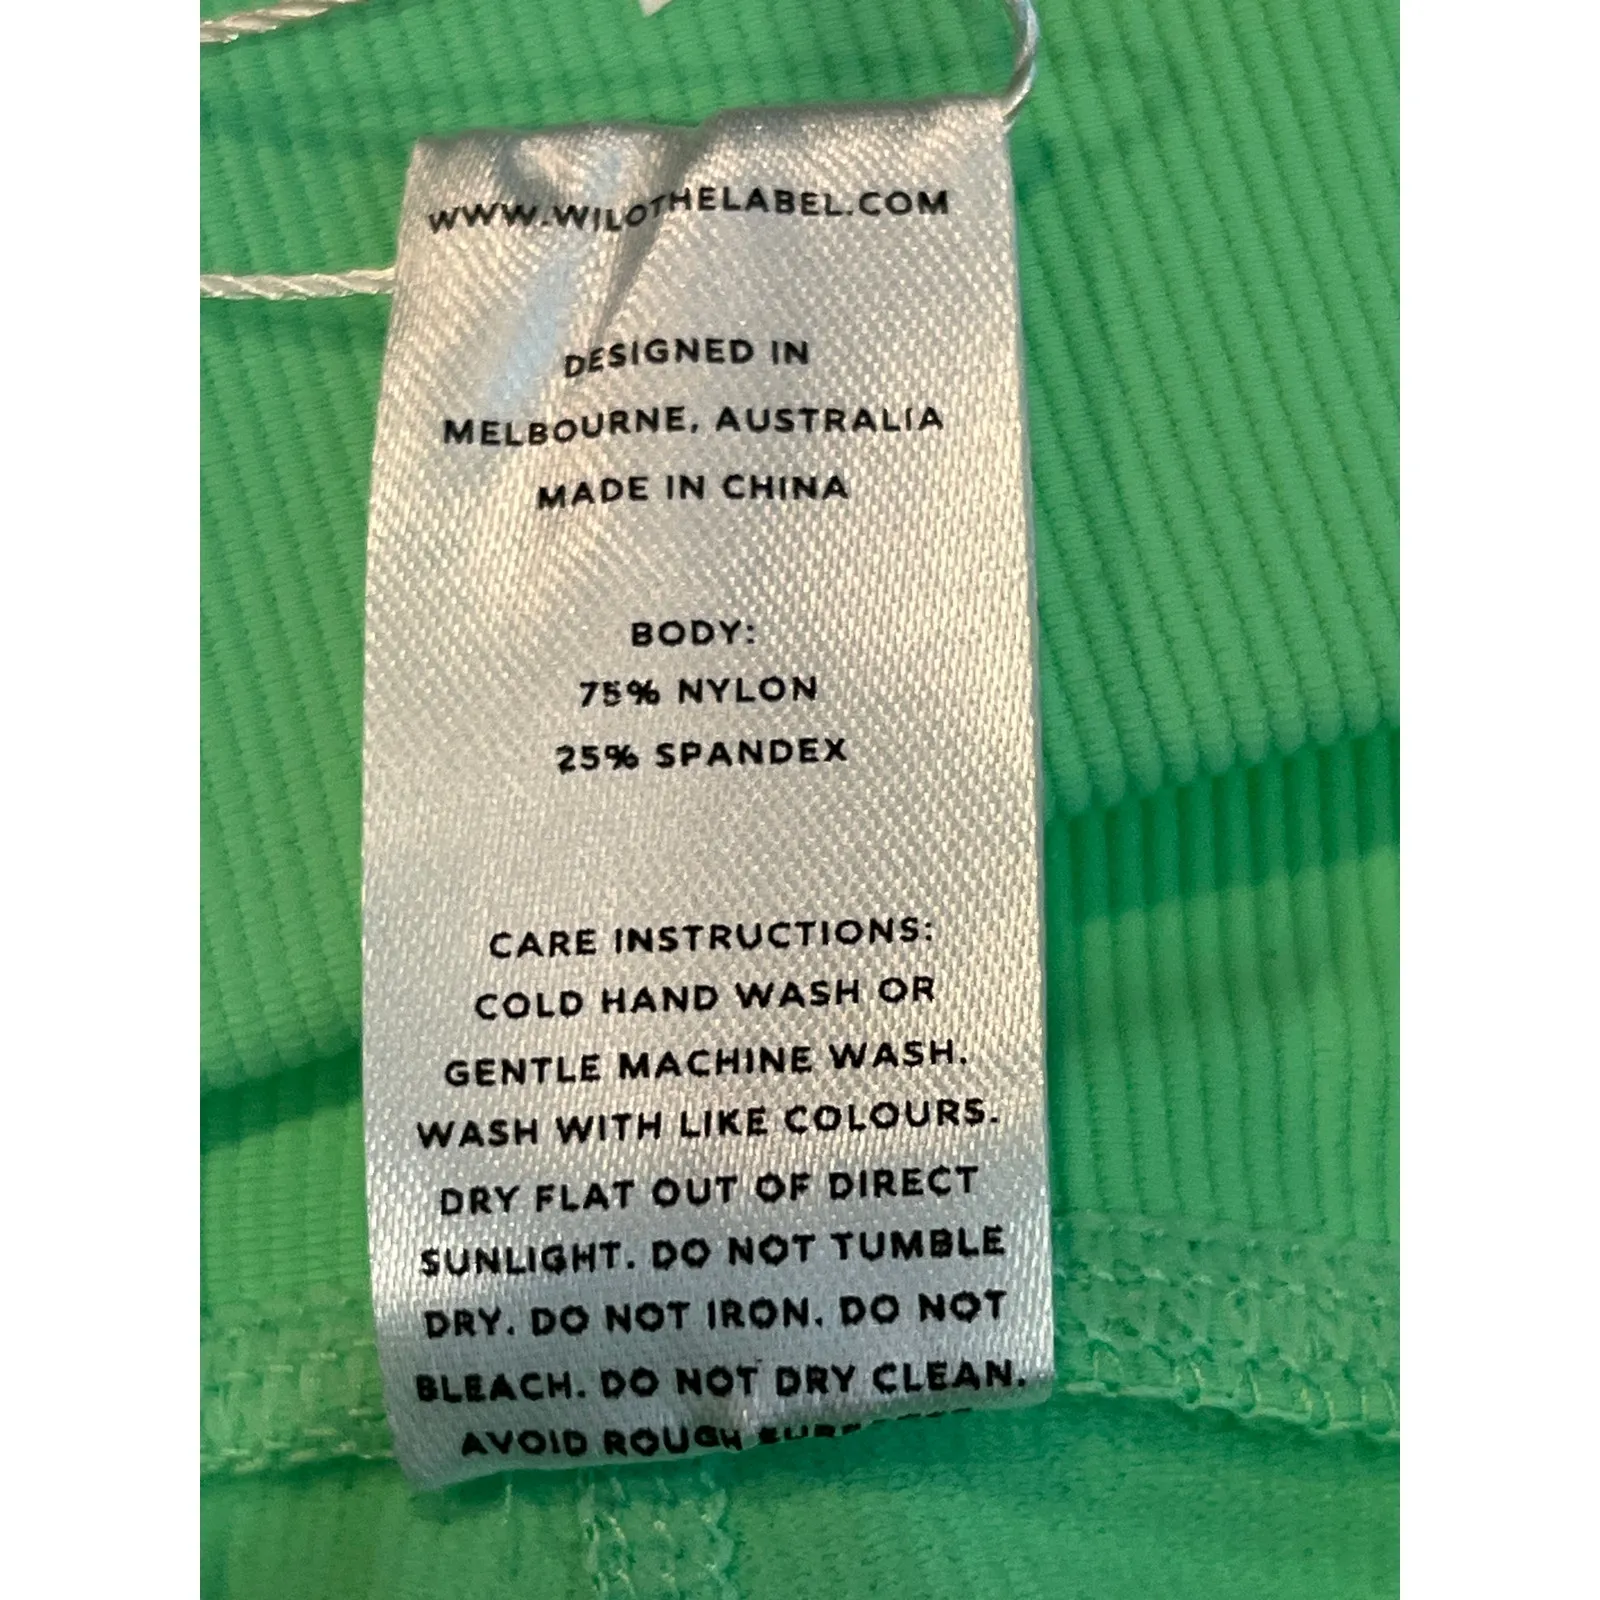 WWW.WILOTHELABEL.COM
DESIGNED IN
MELBOURNE, AUSTRALIA
MADE IN CHINA
BODY:
75% NYLON
25% SPANDEX
CARE INSTRUCTIONS:
COLD HAND WASH OR
GENTLE MACHINE WASH.
WASH WITH LIKE COLOURS.
DRY FLAT OUT OF DIRECT
SUNLIGHT. DO NOT TUMBLE
DRY. DO NOT IRON. DO NOT
BLEACH. DO NOT DRY CLEAN.
AVOID ROUGH